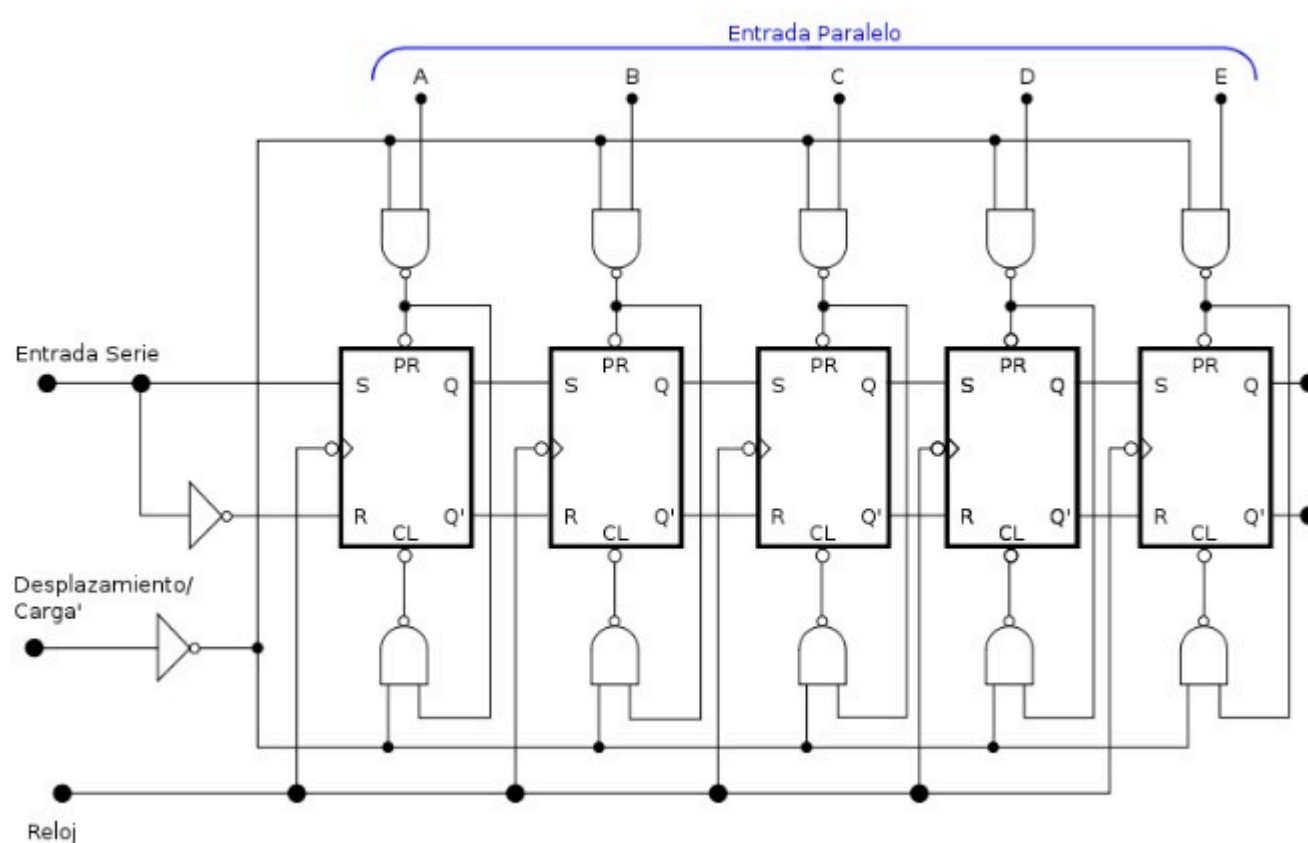 Entrada Paralelo
A B C D E
Entrada Serie
PR PR PR PR PR
S Q S Q S Q S Q S Q
R Q' R Q' R Q' R Q' R Q'
CL CL CL CL CL
Desplazamiento/
Carga'
Reloj